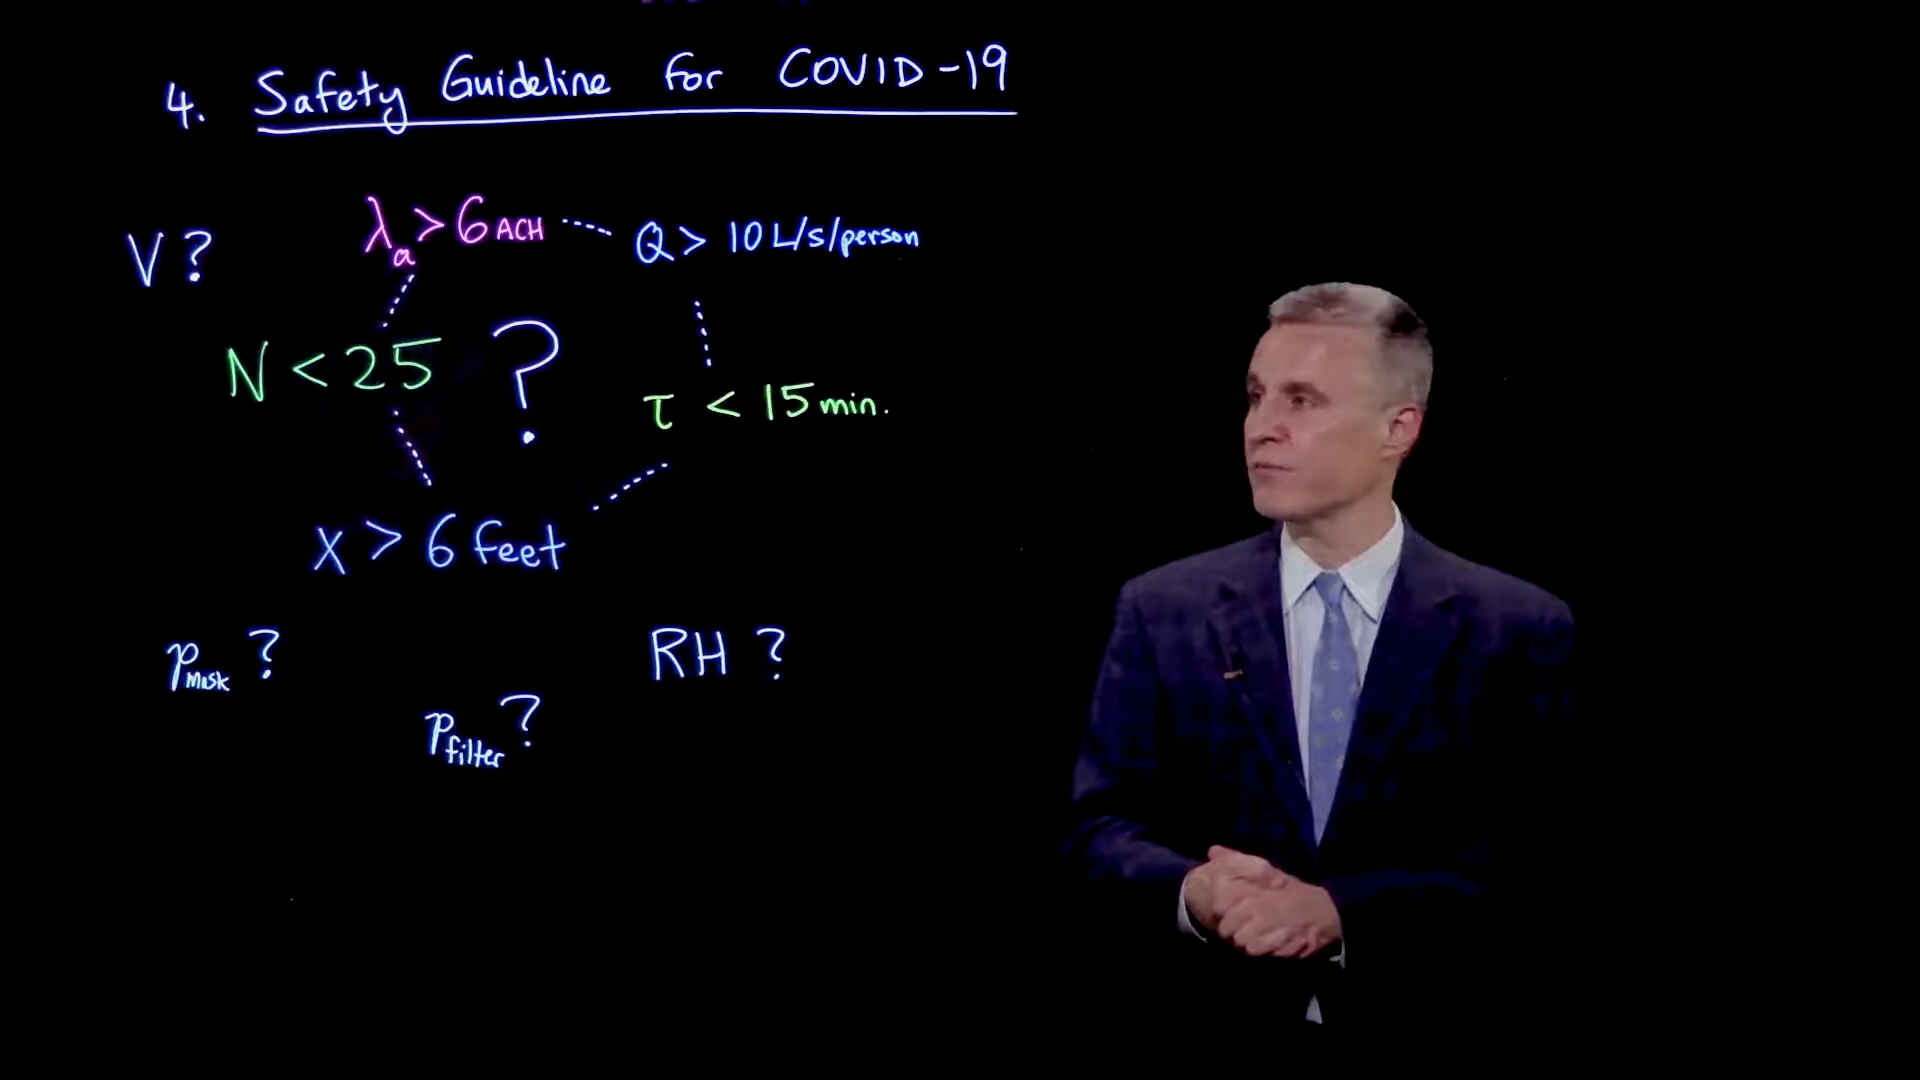 4. Safety Guideline for COVID-19
V ?
λa > 6 ACH
Q > 10 L/s/person
N < 25
?
τ < 15 min.
x > 6 feet
pmask ?
RH ?
pfilter ?